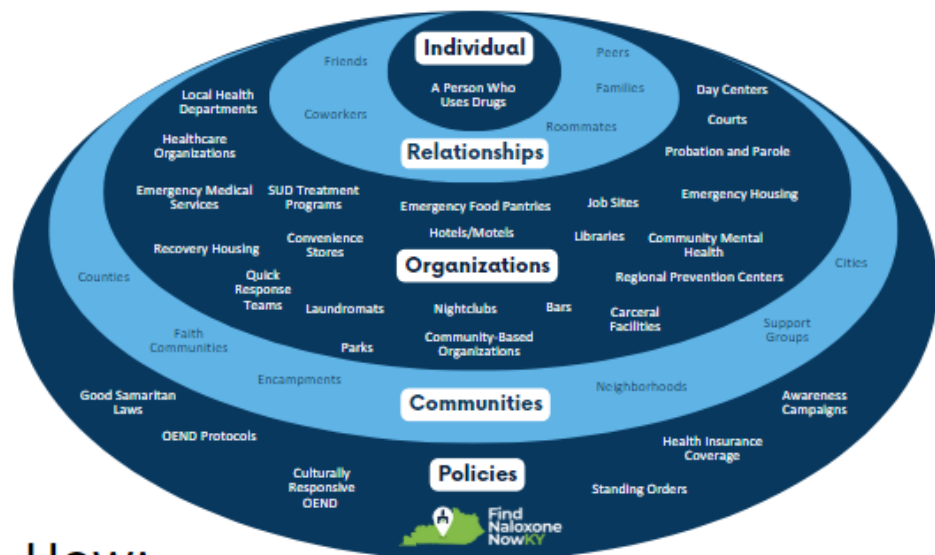 Individual
A Person Who
Uses Drugs
Friends
Peers
Families
Coworkers
Roommates
Relationships
Local Health
Departments
Day Centers
Courts
Healthcare
Organizations
Probation and Parole
Emergency Medical
Services
SUD Treatment
Programs
Emergency Food Pantries
Job Sites
Emergency Housing
Recovery Housing
Convenience
Stores
Hotels/Motels
Libraries
Community Mental
Health
Organizations
Quick
Response
Teams
Regional Prevention Centers
Laundromats
Nightclubs
Bars
Carceral
Facilities
Parks
Community-Based
Organizations
Counties
Cities
Faith
Communities
Support
Groups
Encampments
Neighborhoods
Communities
Good Samaritan
Laws
Awareness
Campaigns
OEND Protocols
Health Insurance
Coverage
Policies
Culturally
Responsive
OEND
Standing Orders
Find
Naloxone
NowKY